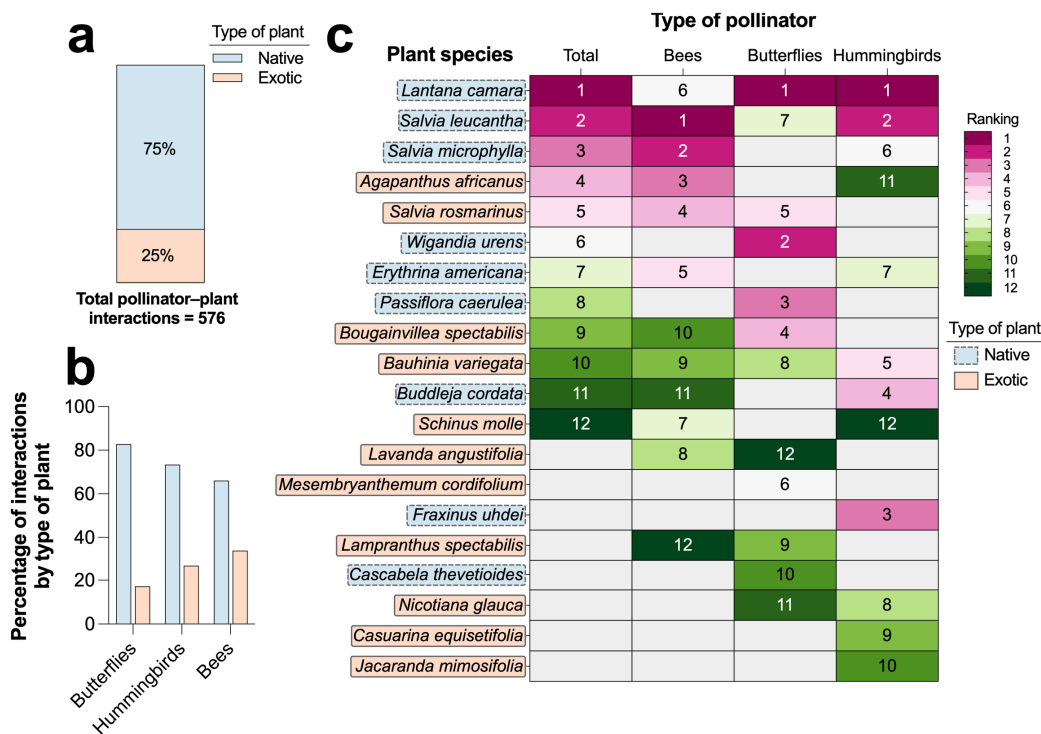 a
Type of plant
Native
Exotic
75%
25%
Total pollinator–plant
interactions = 576
b
Percentage of interactions
by type of plant
100
80
60
40
20
0
Butterflies
Hummingbirds
Bees
c
Type of pollinator
Plant species Total Bees Butterflies Hummingbirds
Lantana camara 1 6 1 1
Salvia leucantha 2 1 7 2
Salvia microphylla 3 2 6
Agapanthus africanus 4 3 11
Salvia rosmarinus 5 4 5
Wigandia urens 6 2
Erythrina americana 7 5 7
Passiflora caerulea 8 3
Bougainvillea spectabilis 9 10 4
Bauhinia variegata 10 9 8 5
Buddleja cordata 11 11 4
Schinus molle 12 7 12
Lavanda angustifolia 8 12
Mesembryanthemum cordifolium 6
Fraxinus uhdei 3
Lampranthus spectabilis 12 9
Cascabela thevetioides 10
Nicotiana glauca 11 8
Casuarina equisetifolia 9
Jacaranda mimosifolia 10
Ranking
1
2
3
4
5
6
7
8
9
10
11
12
Type of plant
Native
Exotic